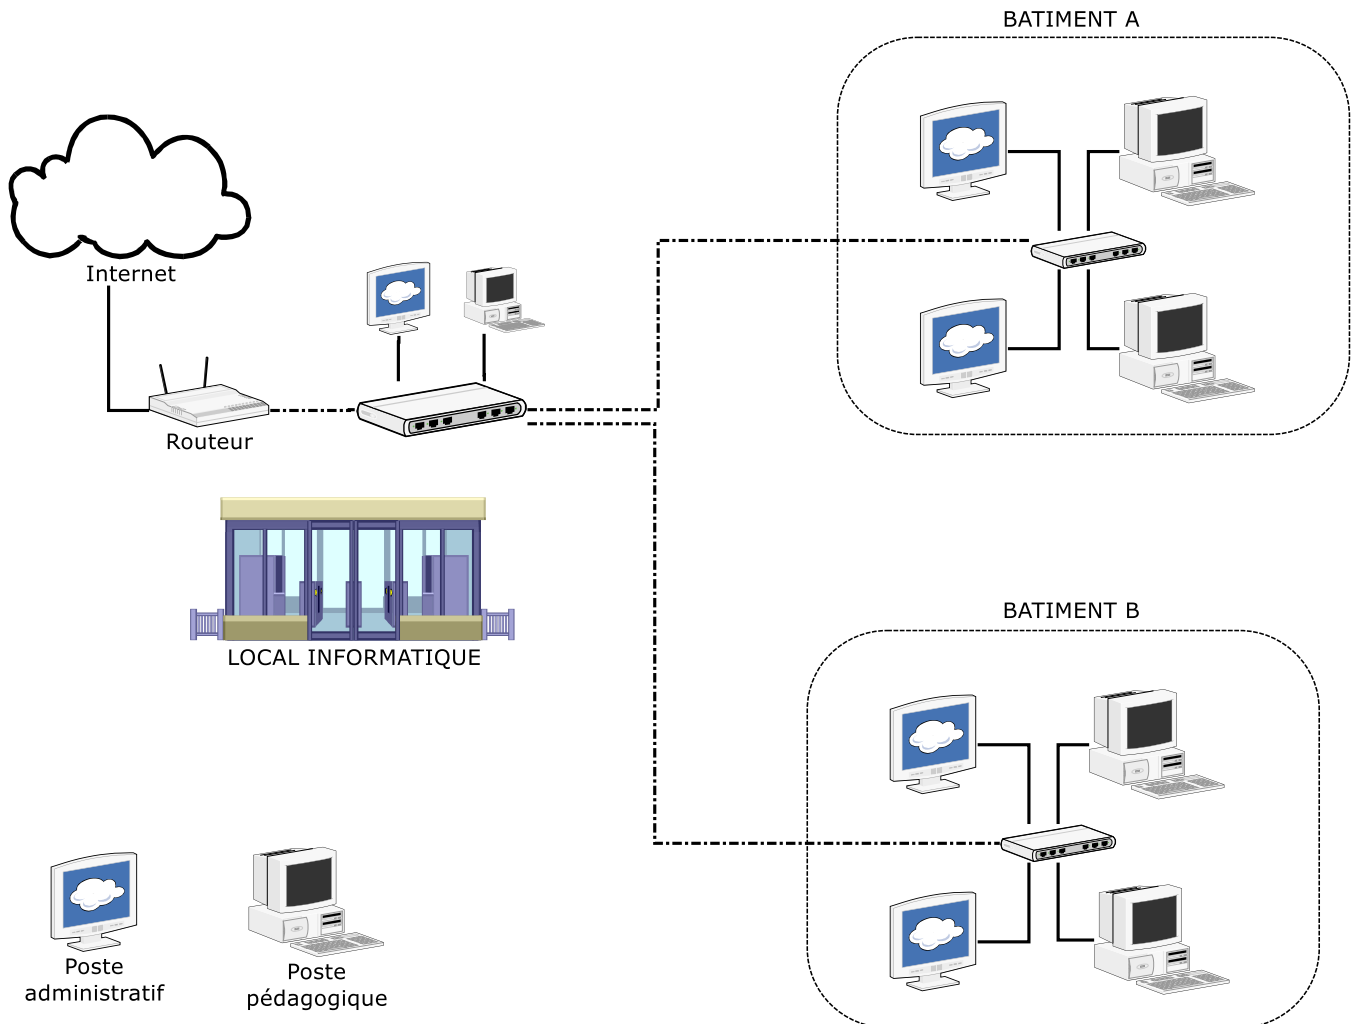 BATIMENT A
Internet
Routeur
LOCAL INFORMATIQUE
BATIMENT B
Poste
administratif
Poste
pédagogique